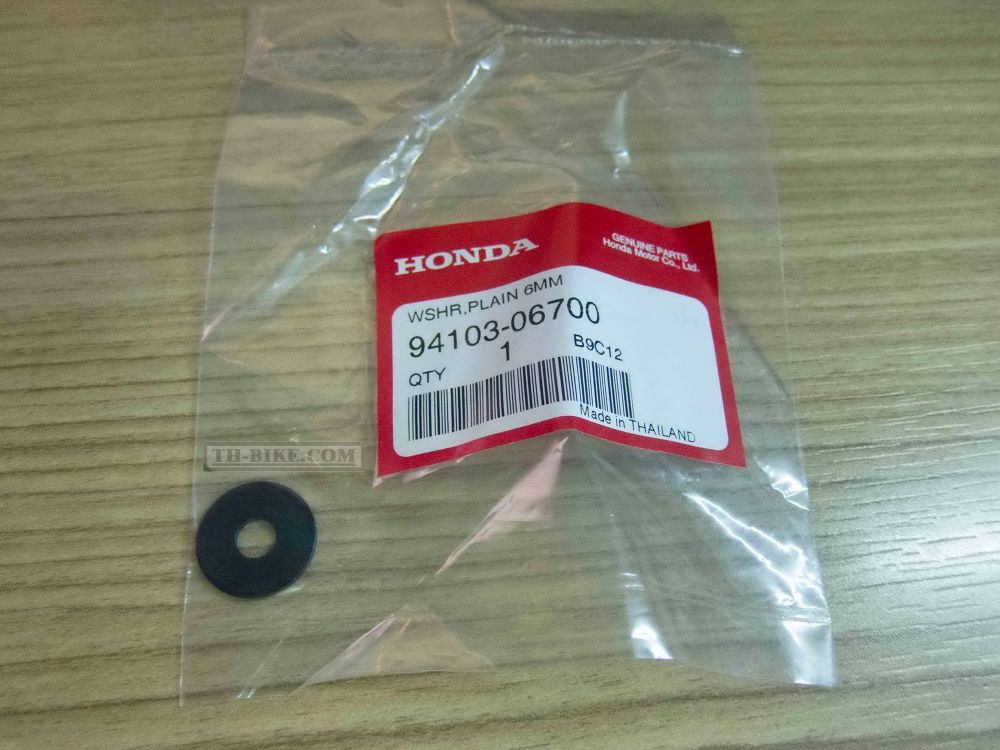 HONDA
GENUINE PARTS
Honda Motor Co., Ltd.
WSHR,PLAIN 6MM
94103-06700
1 B9C12
QTY
Made in THAILAND
TH-BIKE.COM